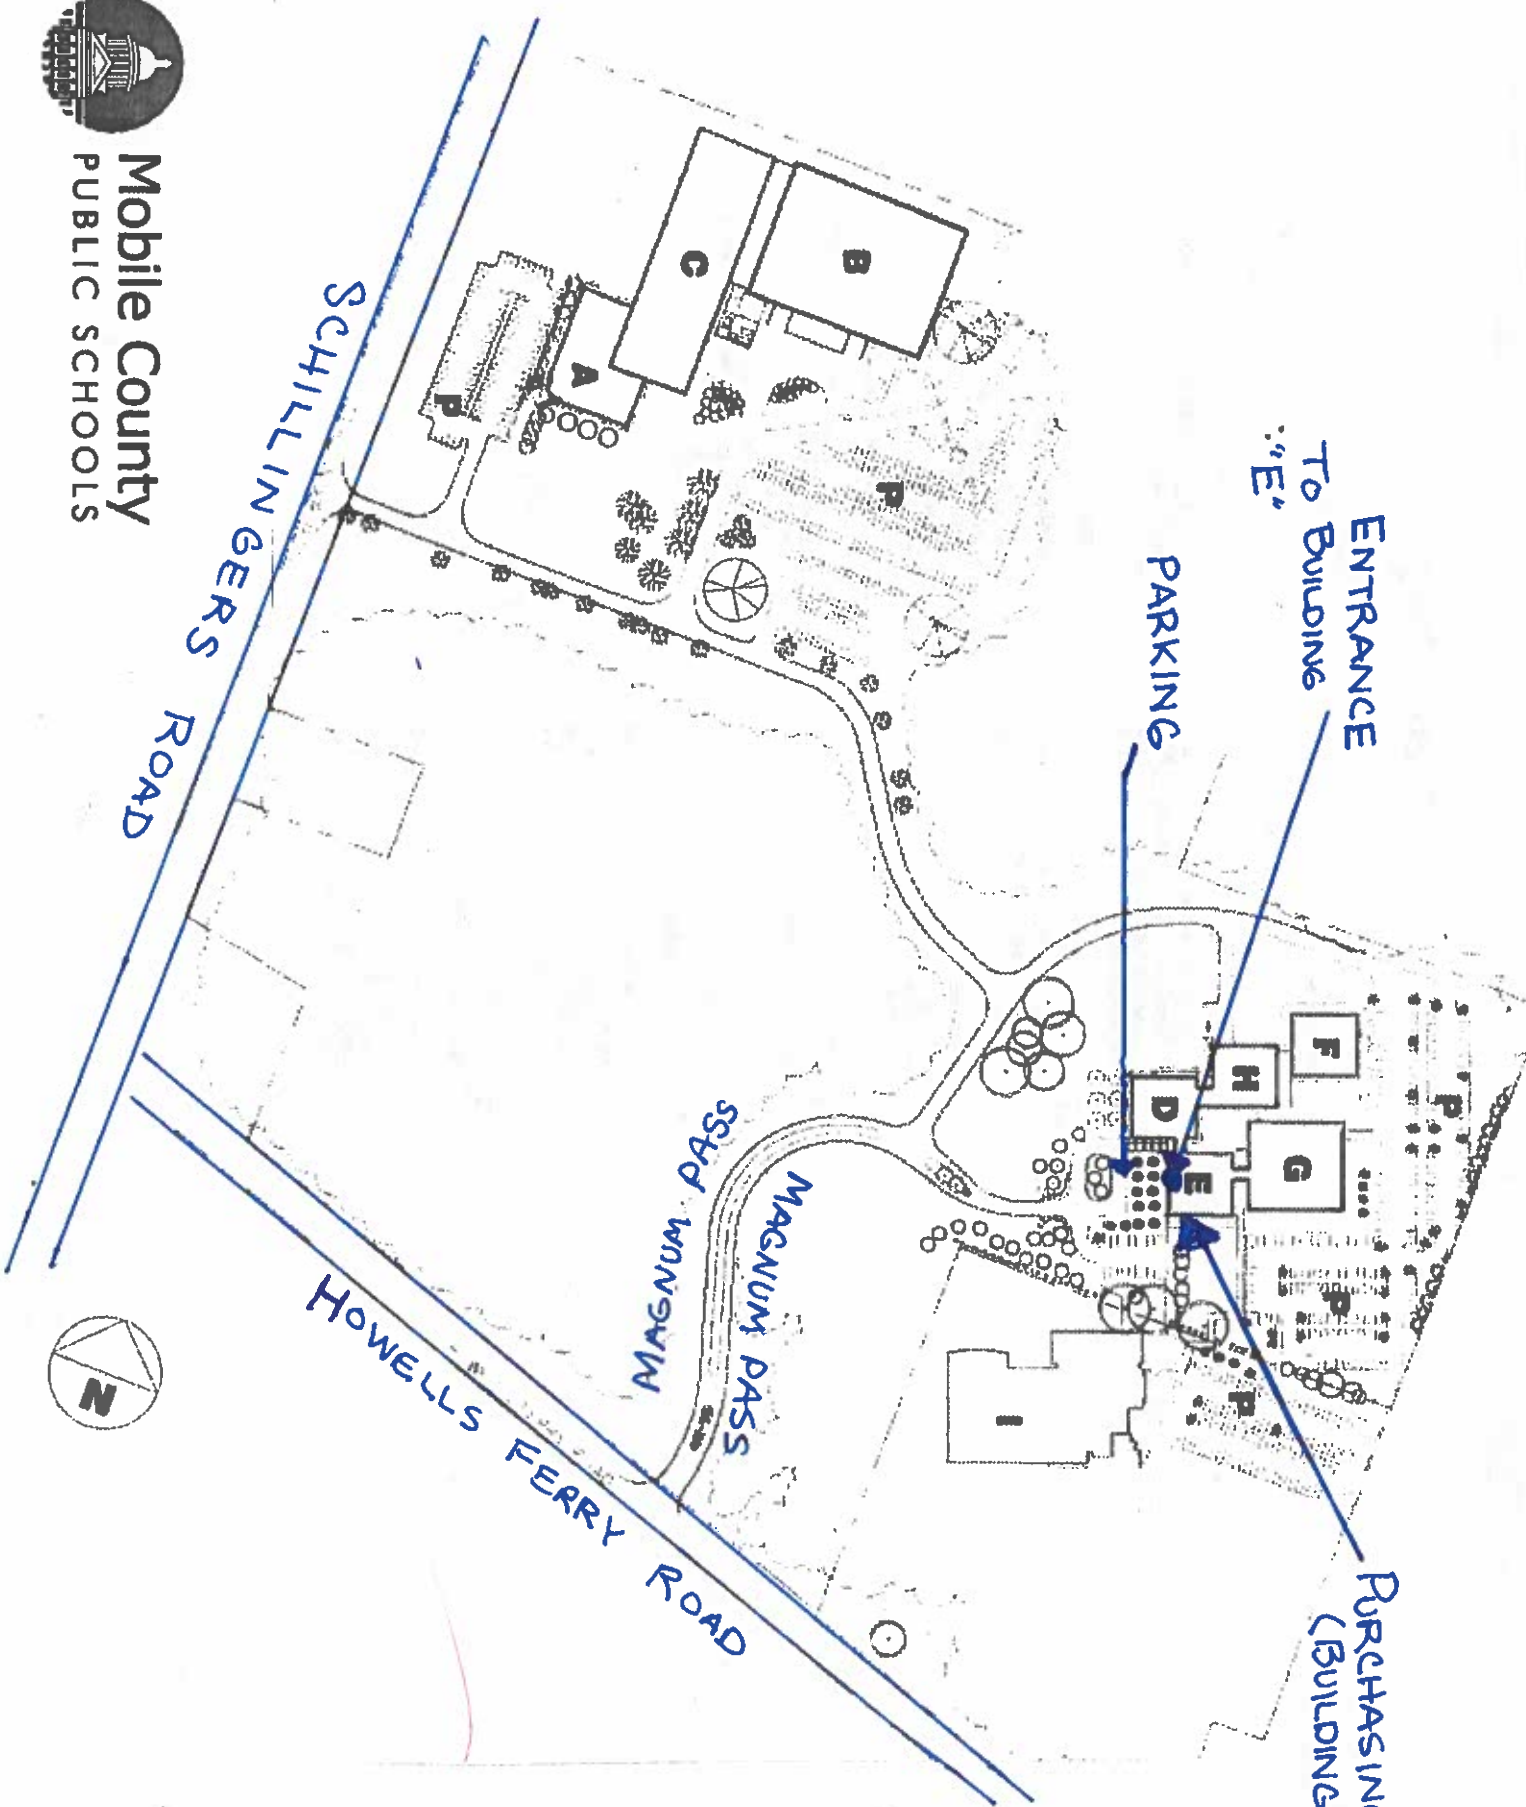 Mobile County
PUBLIC SCHOOLS
SCHILLINGERS ROAD
HOWELLS FERRY ROAD
MAGNUM PASS
MAGNUM PASS
ENTRANCE
TO BUILDING
"E"
PARKING
PURCHASING
(BUILDING
A
B
C
D
E
F
G
H
I
P
P
P
P
P
N